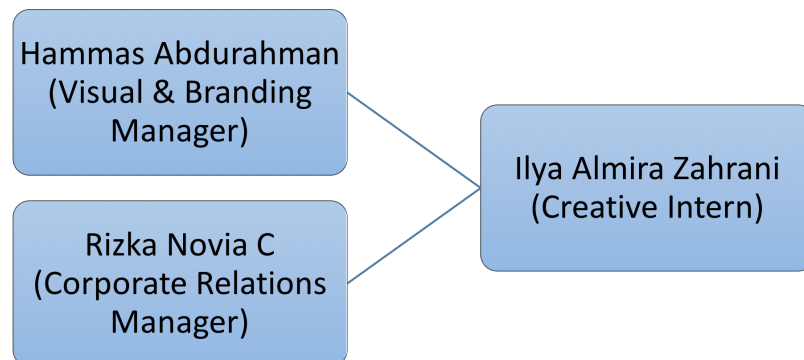 Hammas Abdurahman
(Visual & Branding
Manager)
Rizka Novia C
(Corporate Relations
Manager)
Ilya Almira Zahrani
(Creative Intern)